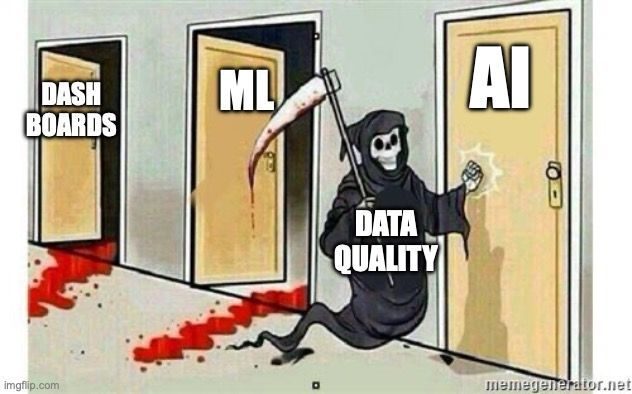 DASH
BOARDS
ML
AI
DATA
QUALITY
imgflip.com
memegenerator.net